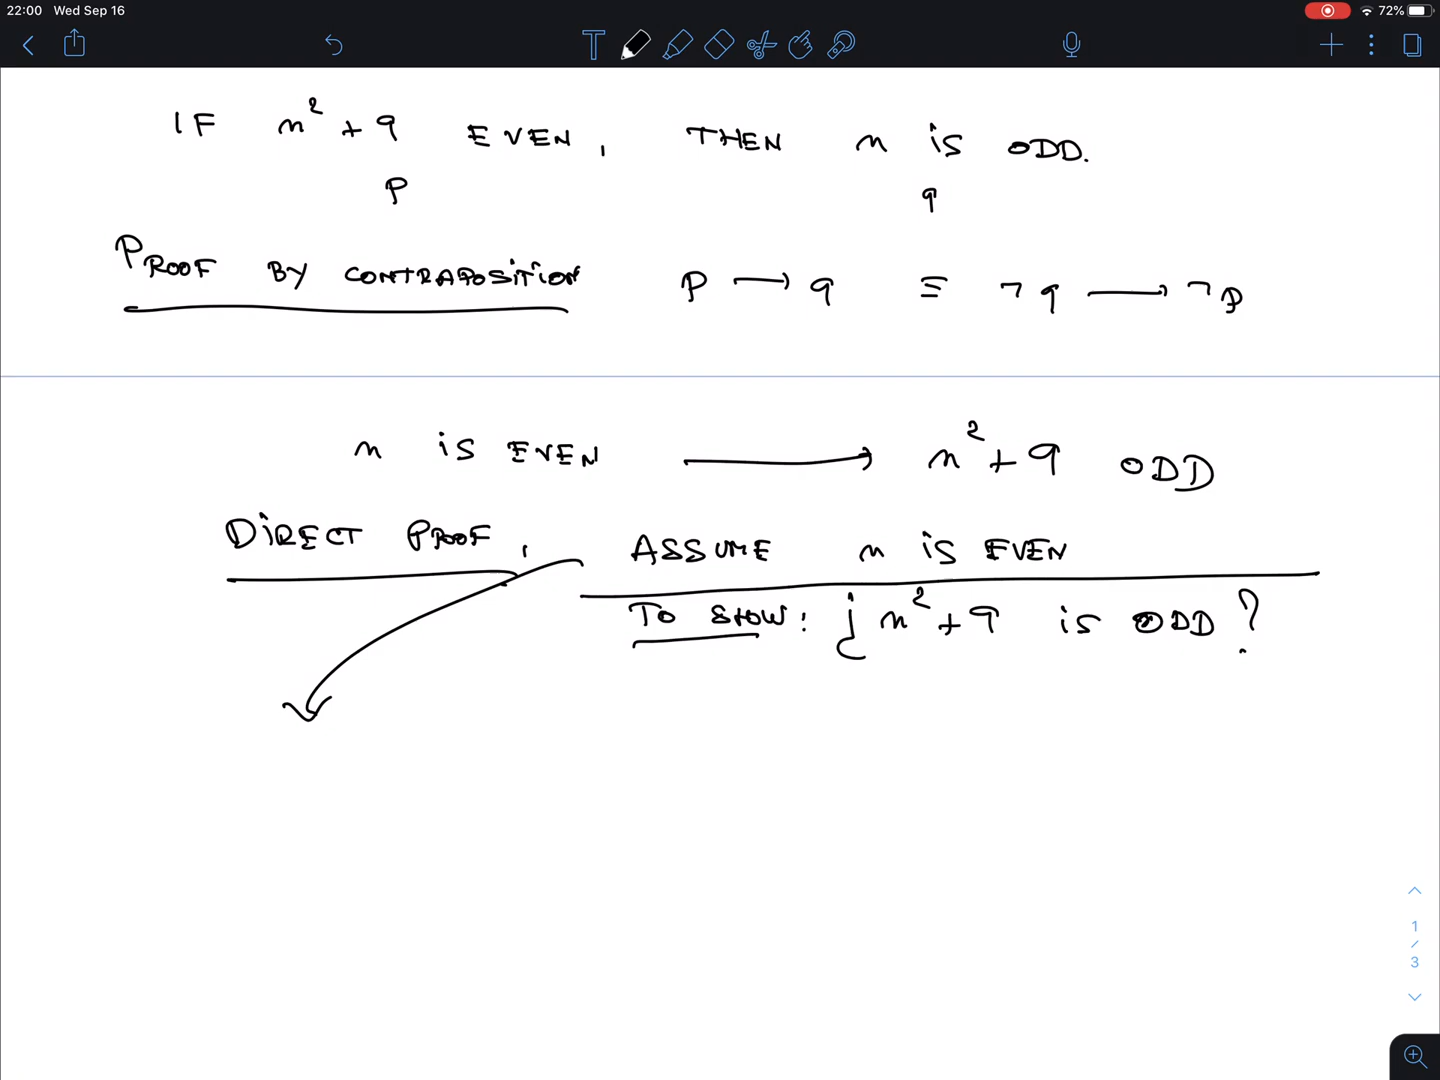 22:00 Wed Sep 16 72%
T
IF n² + 9 EVEN, THEN n is ODD.
P q
PROOF BY CONTRAPOSITION P → q ≡ ¬q → ¬P
n is EVEN → n² + 9 ODD
DIRECT PROOF, ASSUME n is EVEN
TO SHOW: ¿ n² + 9 is ODD ?
1
/
3